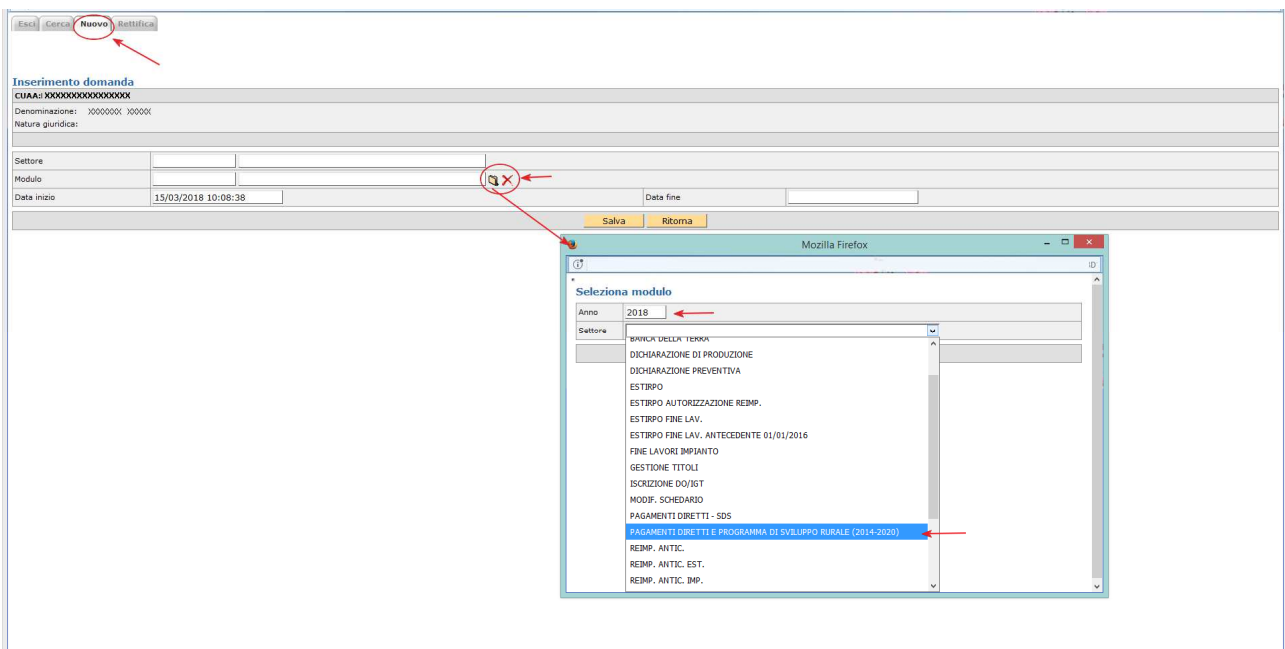 Esci Cerca Nuovo Rettifica
Inserimento domanda
CUAA: XXXXXXXXXXXXXXXX
Denominazione: XXXXXXX XXXXX
Natura giuridica:
Settore
Modulo
Data inizio 15/03/2018 10:08:38 Data fine
Salva Ritorna
Mozilla Firefox
Seleziona modulo
Anno 2018
Settore
BANCA DELLA TERRA
DICHIARAZIONE DI PRODUZIONE
DICHIARAZIONE PREVENTIVA
ESTIRPO
ESTIRPO AUTORIZZAZIONE REIMP.
ESTIRPO FINE LAV.
ESTIRPO FINE LAV. ANTECEDENTE 01/01/2016
FINE LAVORI IMPIANTO
GESTIONE TITOLI
ISCRIZIONE DO/IGT
MODIF. SCHEDARIO
PAGAMENTI DIRETTI - SDS
PAGAMENTI DIRETTI E PROGRAMMA DI SVILUPPO RURALE (2014-2020)
REIMP. ANTIC.
REIMP. ANTIC. EST.
REIMP. ANTIC. IMP.